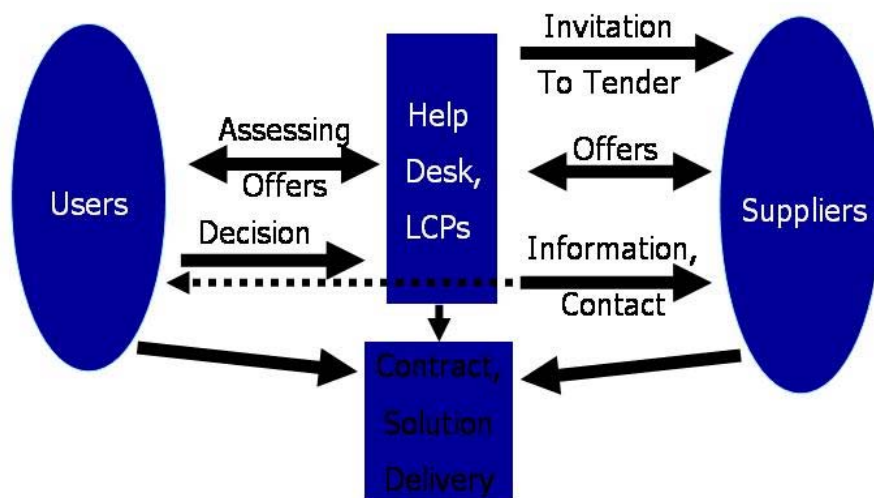 Invitation
To Tender
Assessing
Offers
Help
Desk,
LCPs
Offers
Users
Suppliers
Decision
Information,
Contact
Contract,
Solution
Delivery